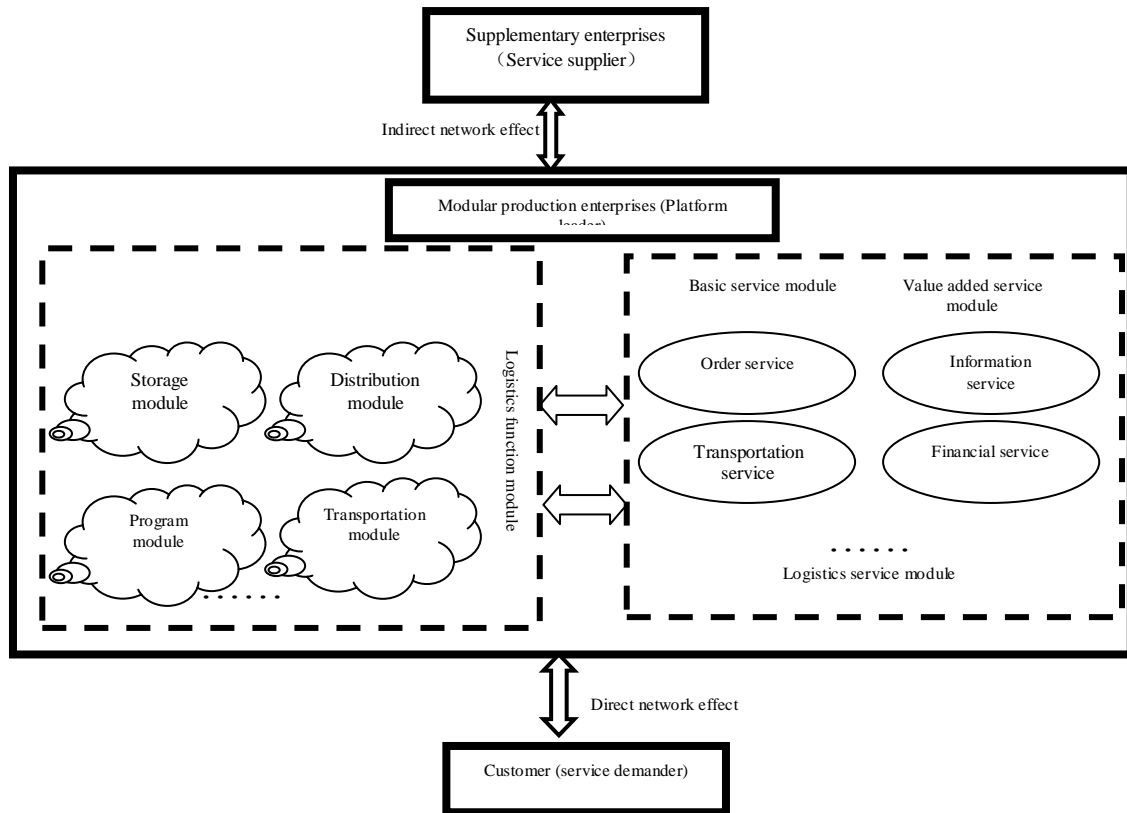 Supplementary enterprises
（Service supplier）
Indirect network effect
Modular production enterprises (Platform
leader)
Basic service module
Value added service
module
Storage
module
Distribution
module
Logistics function module
Order service
Information
service
Transportation
service
Financial service
Program
module
Transportation
module
. . . . . .
. . . . . .
Logistics service module
Direct network effect
Customer (service demander)